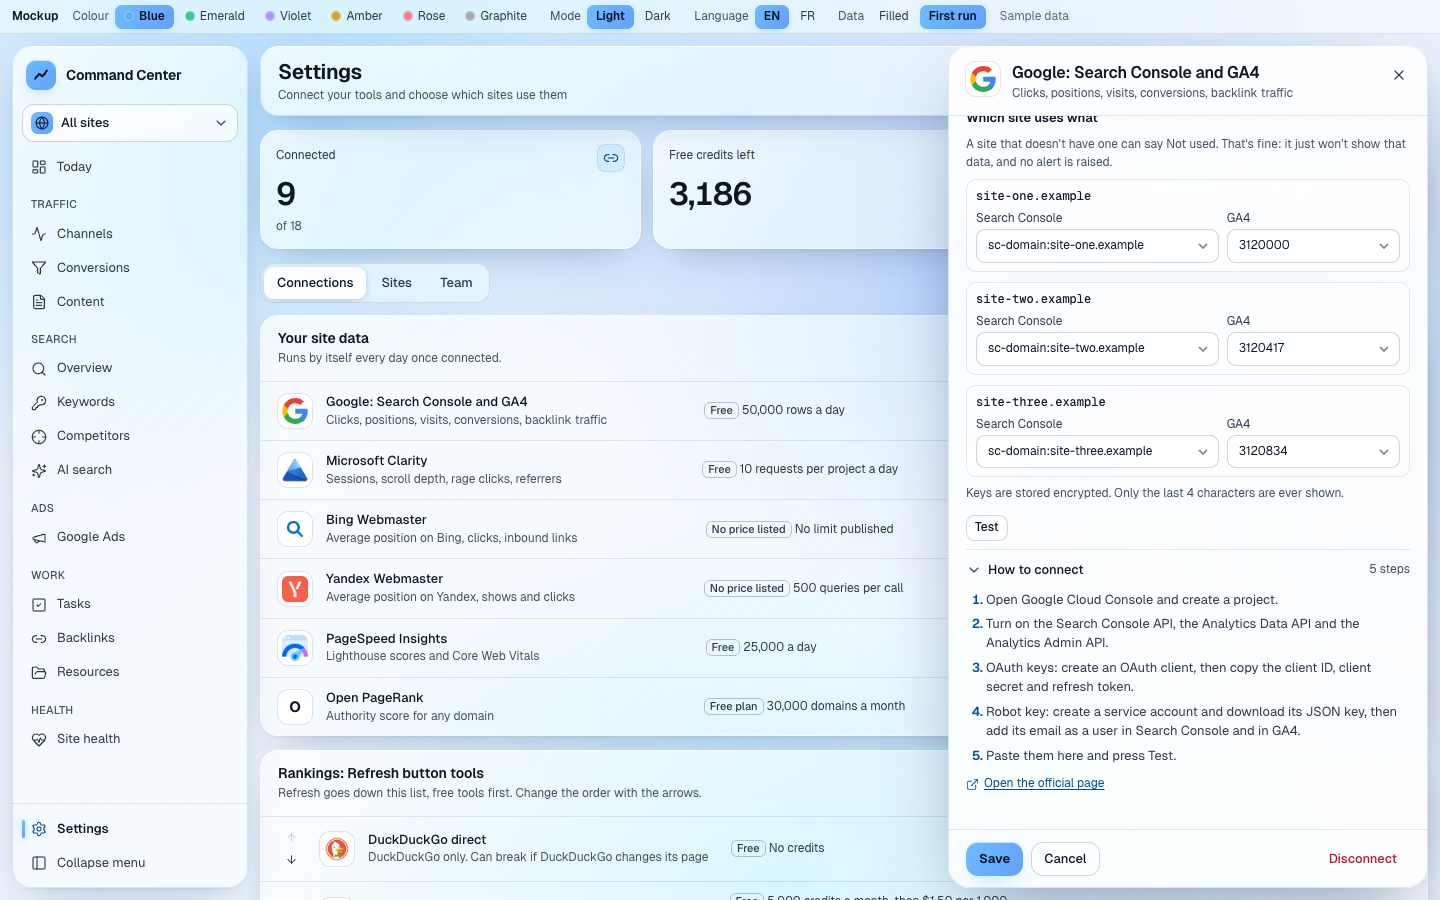 Mockup Colour Blue Emerald Violet Amber Rose Graphite Mode Light Dark Language EN FR Data Filled First run Sample data
Command Center
All sites
Today
TRAFFIC
Channels
Conversions
Content
SEARCH
Overview
Keywords
Competitors
AI search
ADS
Google Ads
WORK
Tasks
Backlinks
Resources
HEALTH
Site health
Settings
Collapse menu
Settings
Connect your tools and choose which sites use them
Connected
9
of 18
Free credits left
3,186
Connections Sites Team
Your site data
Runs by itself every day once connected.
Google: Search Console and GA4
Clicks, positions, visits, conversions, backlink traffic
Free 50,000 rows a day
Microsoft Clarity
Sessions, scroll depth, rage clicks, referrers
Free 10 requests per project a day
Bing Webmaster
Average position on Bing, clicks, inbound links
No price listed No limit published
Yandex Webmaster
Average position on Yandex, shows and clicks
No price listed 500 queries per call
PageSpeed Insights
Lighthouse scores and Core Web Vitals
Free 25,000 a day
O
Open PageRank
Authority score for any domain
Free plan 30,000 domains a month
Rankings: Refresh button tools
Refresh goes down this list, free tools first. Change the order with the arrows.
DuckDuckGo direct
DuckDuckGo only. Can break if DuckDuckGo changes its page
Free No credits
Free 5,000 credits a month, then $1.50 per 1,000
Google: Search Console and GA4
Clicks, positions, visits, conversions, backlink traffic
Which site uses what
A site that doesn't have one can say Not used. That's fine: it just won't show that
data, and no alert is raised.
site-one.example
Search Console GA4
sc-domain:site-one.example 3120000
site-two.example
Search Console GA4
sc-domain:site-two.example 3120417
site-three.example
Search Console GA4
sc-domain:site-three.example 3120834
Keys are stored encrypted. Only the last 4 characters are ever shown.
Test
How to connect 5 steps
1. Open Google Cloud Console and create a project.
2. Turn on the Search Console API, the Analytics Data API and the
Analytics Admin API.
3. OAuth keys: create an OAuth client, then copy the client ID, client
secret and refresh token.
4. Robot key: create a service account and download its JSON key, then
add its email as a user in Search Console and in GA4.
5. Paste them here and press Test.
Open the official page
Save Cancel Disconnect